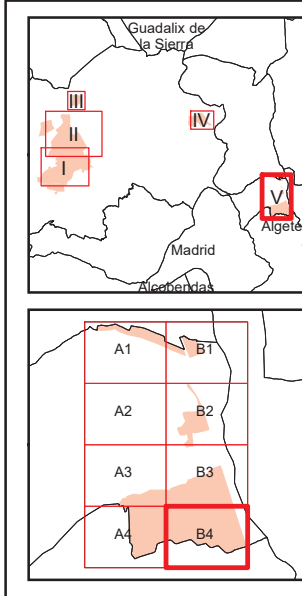 Guadalix de
la Sierra
III
II
IV
I
V
Algete
Madrid
Alcobendas
A1 B1
A2 B2
A3 B3
A4 B4